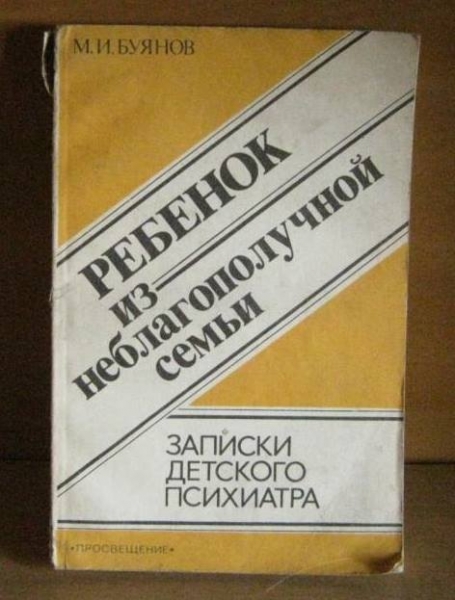 М.И.БУЯНОВ
РЕБЕНОК
из
неблагополучной
семьи
ЗАПИСКИ
ДЕТСКОГО
ПСИХИАТРА
•ПРОСВЕЩЕНИЕ•